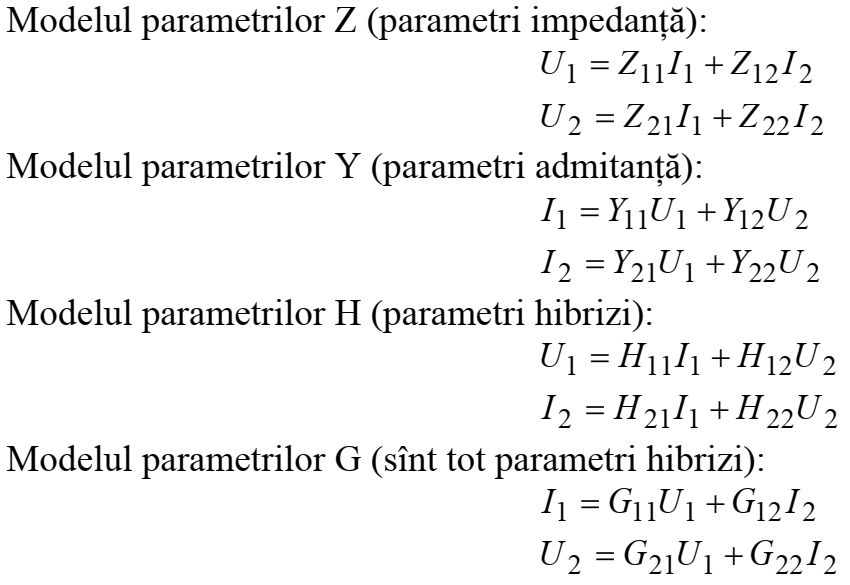 Modelul parametrilor Z (parametri impedanță):
U₁ = Z₁₁I₁ + Z₁₂I₂
U₂ = Z₂₁I₁ + Z₂₂I₂
Modelul parametrilor Y (parametri admitanță):
I₁ = Y₁₁U₁ + Y₁₂U₂
I₂ = Y₂₁U₁ + Y₂₂U₂
Modelul parametrilor H (parametri hibrizi):
U₁ = H₁₁I₁ + H₁₂U₂
I₂ = H₂₁I₁ + H₂₂U₂
Modelul parametrilor G (sînt tot parametri hibrizi):
I₁ = G₁₁U₁ + G₁₂I₂
U₂ = G₂₁U₁ + G₂₂I₂